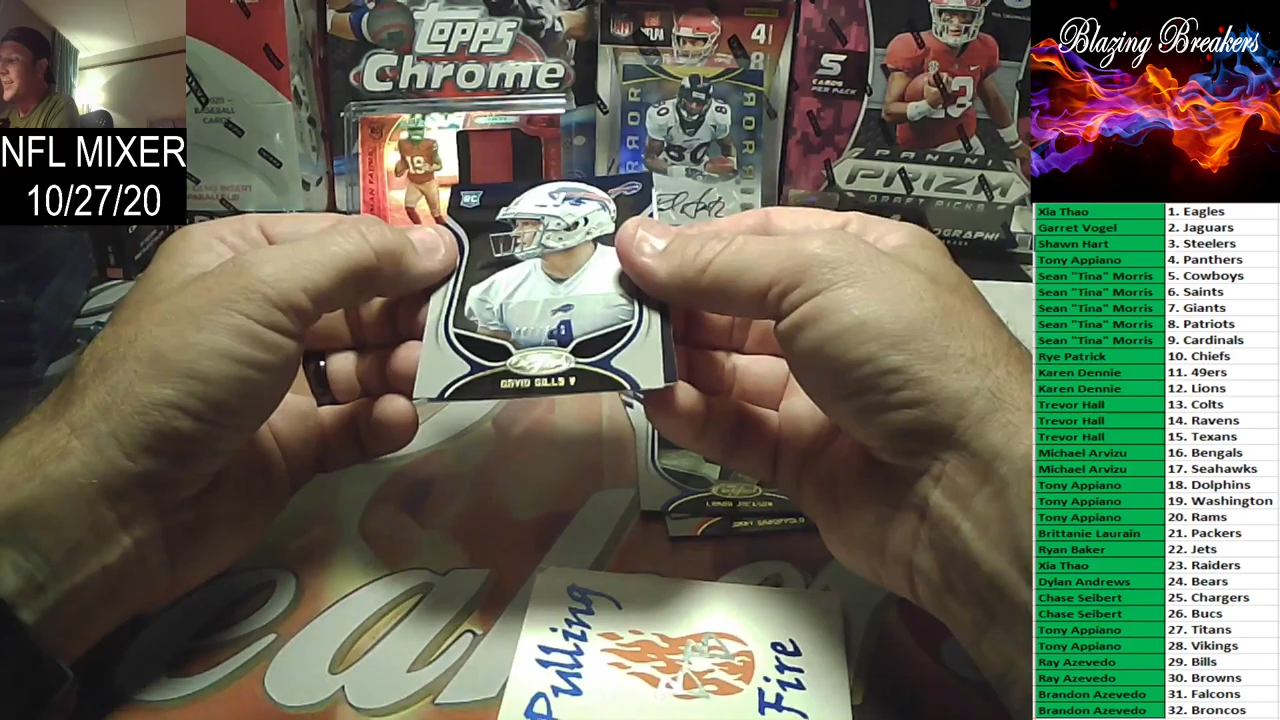 NFL MIXER
10/27/20
TOPPS
Chrome
5
CARDS
PER PACK
PANINI
PRIZM
DRAFT PICKS
RC
DAVID SILLS V
80
13
19
Pulling
Fire
Blazing Breakers
Xia Thao 1. Eagles
Garret Vogel 2. Jaguars
Shawn Hart 3. Steelers
Tony Appiano 4. Panthers
Sean "Tina" Morris 5. Cowboys
Sean "Tina" Morris 6. Saints
Sean "Tina" Morris 7. Giants
Sean "Tina" Morris 8. Patriots
Sean "Tina" Morris 9. Cardinals
Rye Patrick 10. Chiefs
Karen Dennie 11. 49ers
Karen Dennie 12. Lions
Trevor Hall 13. Colts
Trevor Hall 14. Ravens
Trevor Hall 15. Texans
Michael Arvizu 16. Bengals
Michael Arvizu 17. Seahawks
Tony Appiano 18. Dolphins
Tony Appiano 19. Washington
Tony Appiano 20. Rams
Brittanie Laurain 21. Packers
Ryan Baker 22. Jets
Xia Thao 23. Raiders
Dylan Andrews 24. Bears
Chase Seibert 25. Chargers
Chase Seibert 26. Bucs
Tony Appiano 27. Titans
Tony Appiano 28. Vikings
Ray Azevedo 29. Bills
Ray Azevedo 30. Browns
Brandon Azevedo 31. Falcons
Brandon Azevedo 32. Broncos